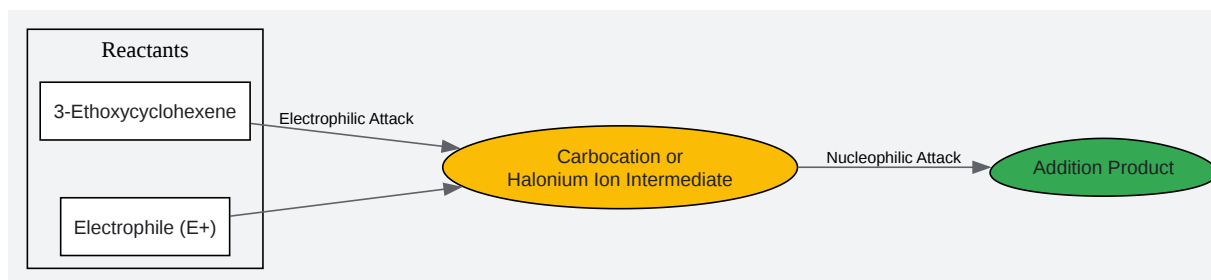 Reactants
3-Ethoxycyclohexene
Electrophilic Attack
Electrophile (E+)
Carbocation or
Halonium Ion Intermediate
Nucleophilic Attack
Addition Product